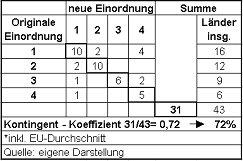 neue Einordnung Summe
Originale Einordnung 1 2 3 4 Länder insg.
1 10 2 4 16
2 2 10 12
3 1 6 2 9
4 1 5 6
31 43
Kontingent - Koeffizient 31/43= 0,72 → 72%
*inkl. EU-Durchschnitt
Quelle: eigene Darstellung